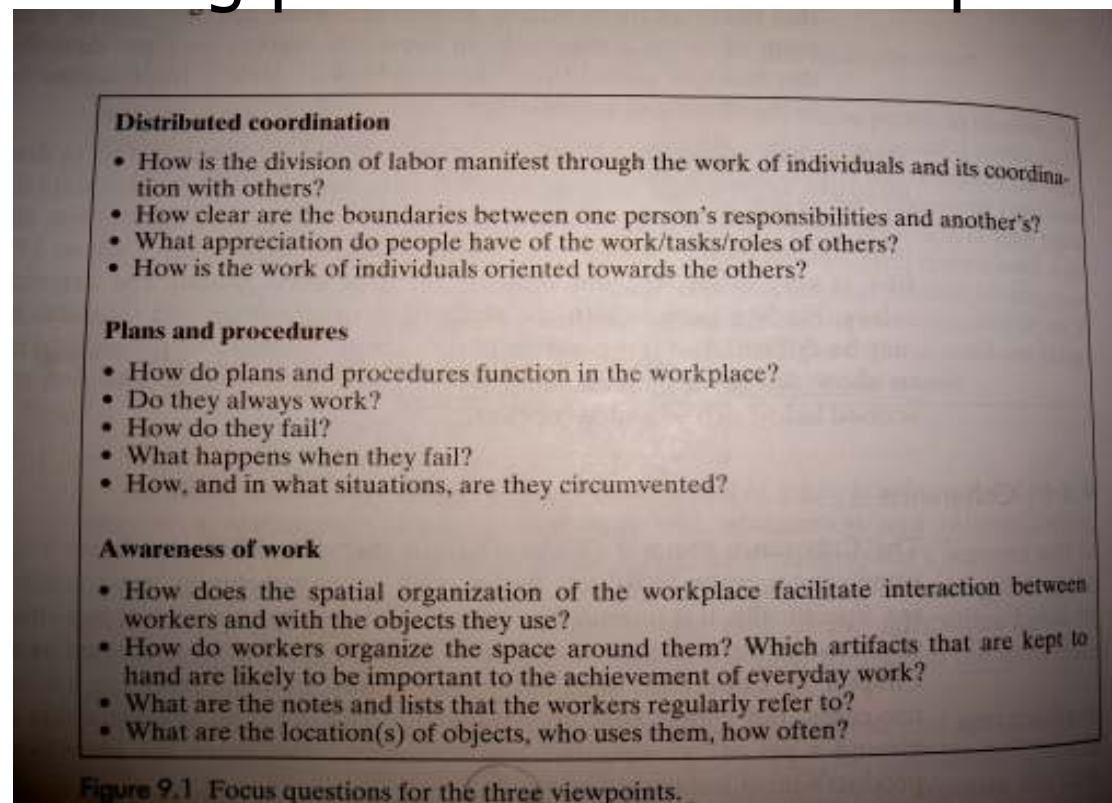 Distributed coordination
• How is the division of labor manifest through the work of individuals and its coordina-
tion with others?
• How clear are the boundaries between one person's responsibilities and another's?
• What appreciation do people have of the work/tasks/roles of others?
• How is the work of individuals oriented towards the others?
Plans and procedures
• How do plans and procedures function in the workplace?
• Do they always work?
• How do they fail?
• What happens when they fail?
• How, and in what situations, are they circumvented?
Awareness of work
• How does the spatial organization of the workplace facilitate interaction between
workers and with the objects they use?
• How do workers organize the space around them? Which artifacts that are kept to
hand are likely to be important to the achievement of everyday work?
• What are the notes and lists that the workers regularly refer to?
• What are the location(s) of objects, who uses them, how often?
Figure 9.1 Focus questions for the three viewpoints.